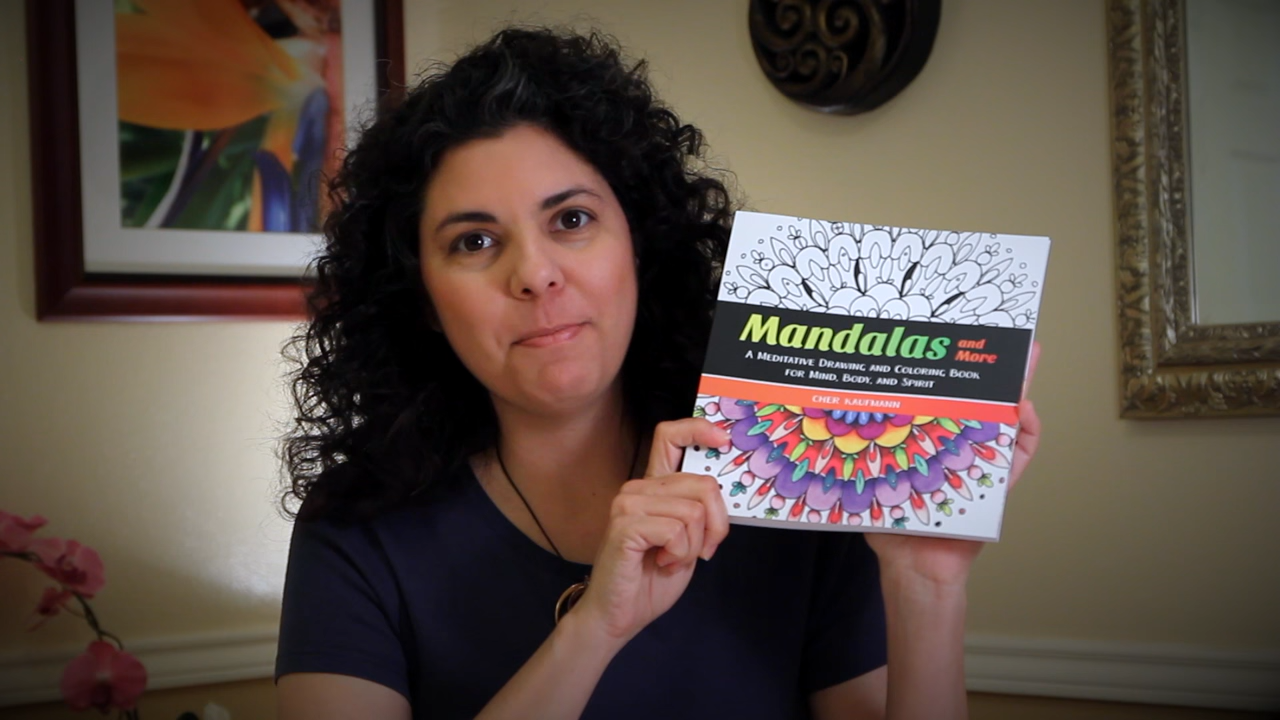 Mandalas and More
A Meditative Drawing and Coloring Book
for Mind, Body, and Spirit
Cher Kaufmann